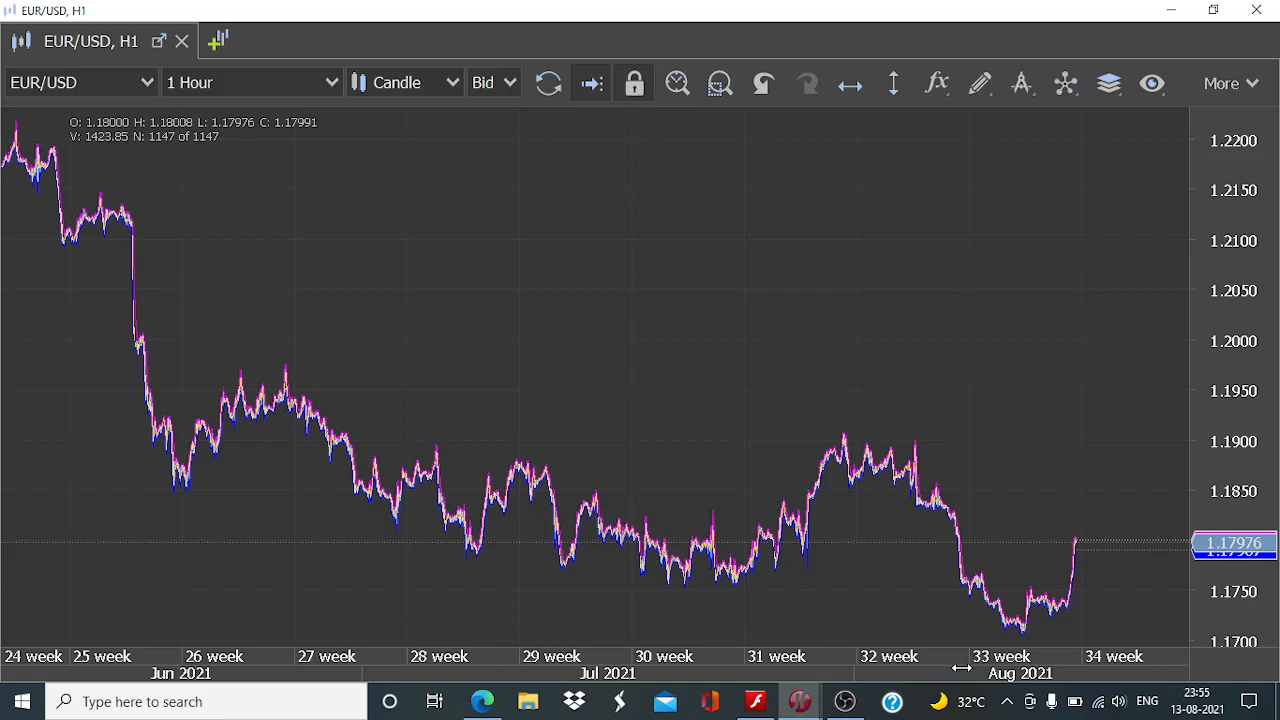 EUR/USD, H1
EUR/USD, H1
EUR/USD 1 Hour Candle Bid fx More
O: 1.18000 H: 1.18008 L: 1.17976 C: 1.17991
V: 1423.85 N: 1147 of 1147
1.2200
1.2150
1.2100
1.2050
1.2000
1.1950
1.1900
1.1850
1.17976
1.1750
1.1700
24 week 25 week 26 week 27 week 28 week 29 week 30 week 31 week 32 week 33 week 34 week
Jun 2021 Jul 2021 Aug 2021
Type here to search 32°C ENG 23:55
13-08-2021